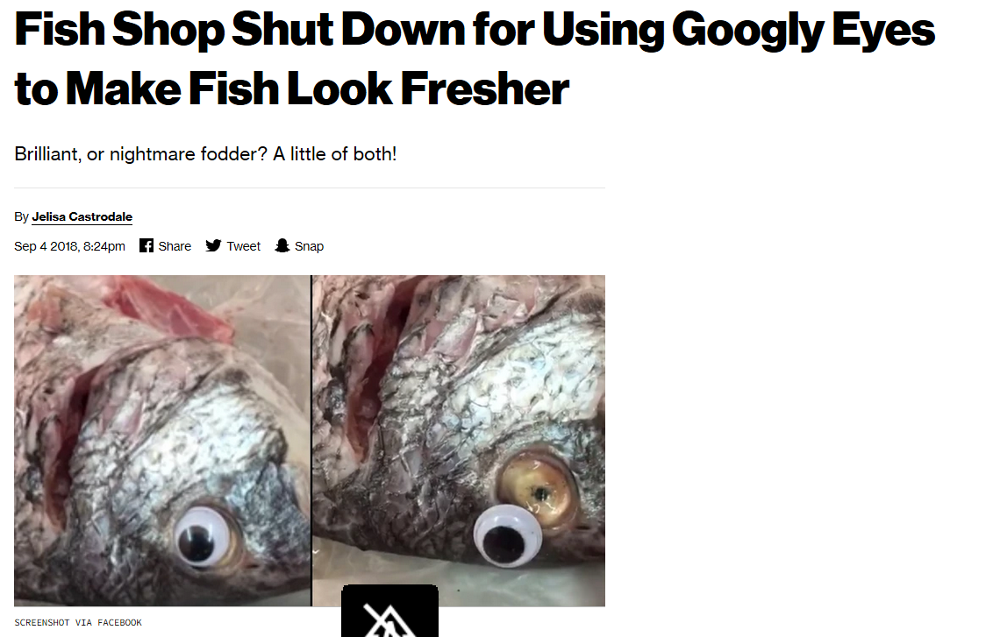 Fish Shop Shut Down for Using Googly Eyes
to Make Fish Look Fresher
Brilliant, or nightmare fodder? A little of both!
By Jelisa Castrodale
Sep 4 2018, 8:24pm Share Tweet Snap
SCREENSHOT VIA FACEBOOK